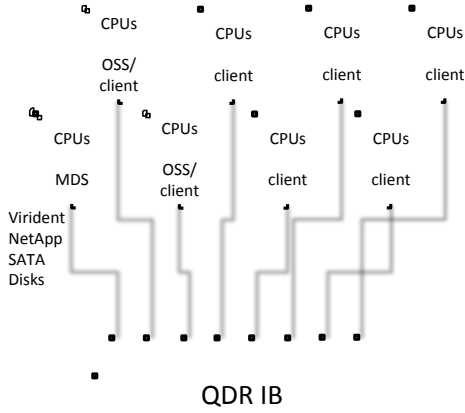 CPUs
OSS/
client
CPUs
client
CPUs
client
CPUs
client
CPUs
MDS
CPUs
OSS/
client
CPUs
client
CPUs
client
Virident
NetApp
SATA
Disks
QDR IB